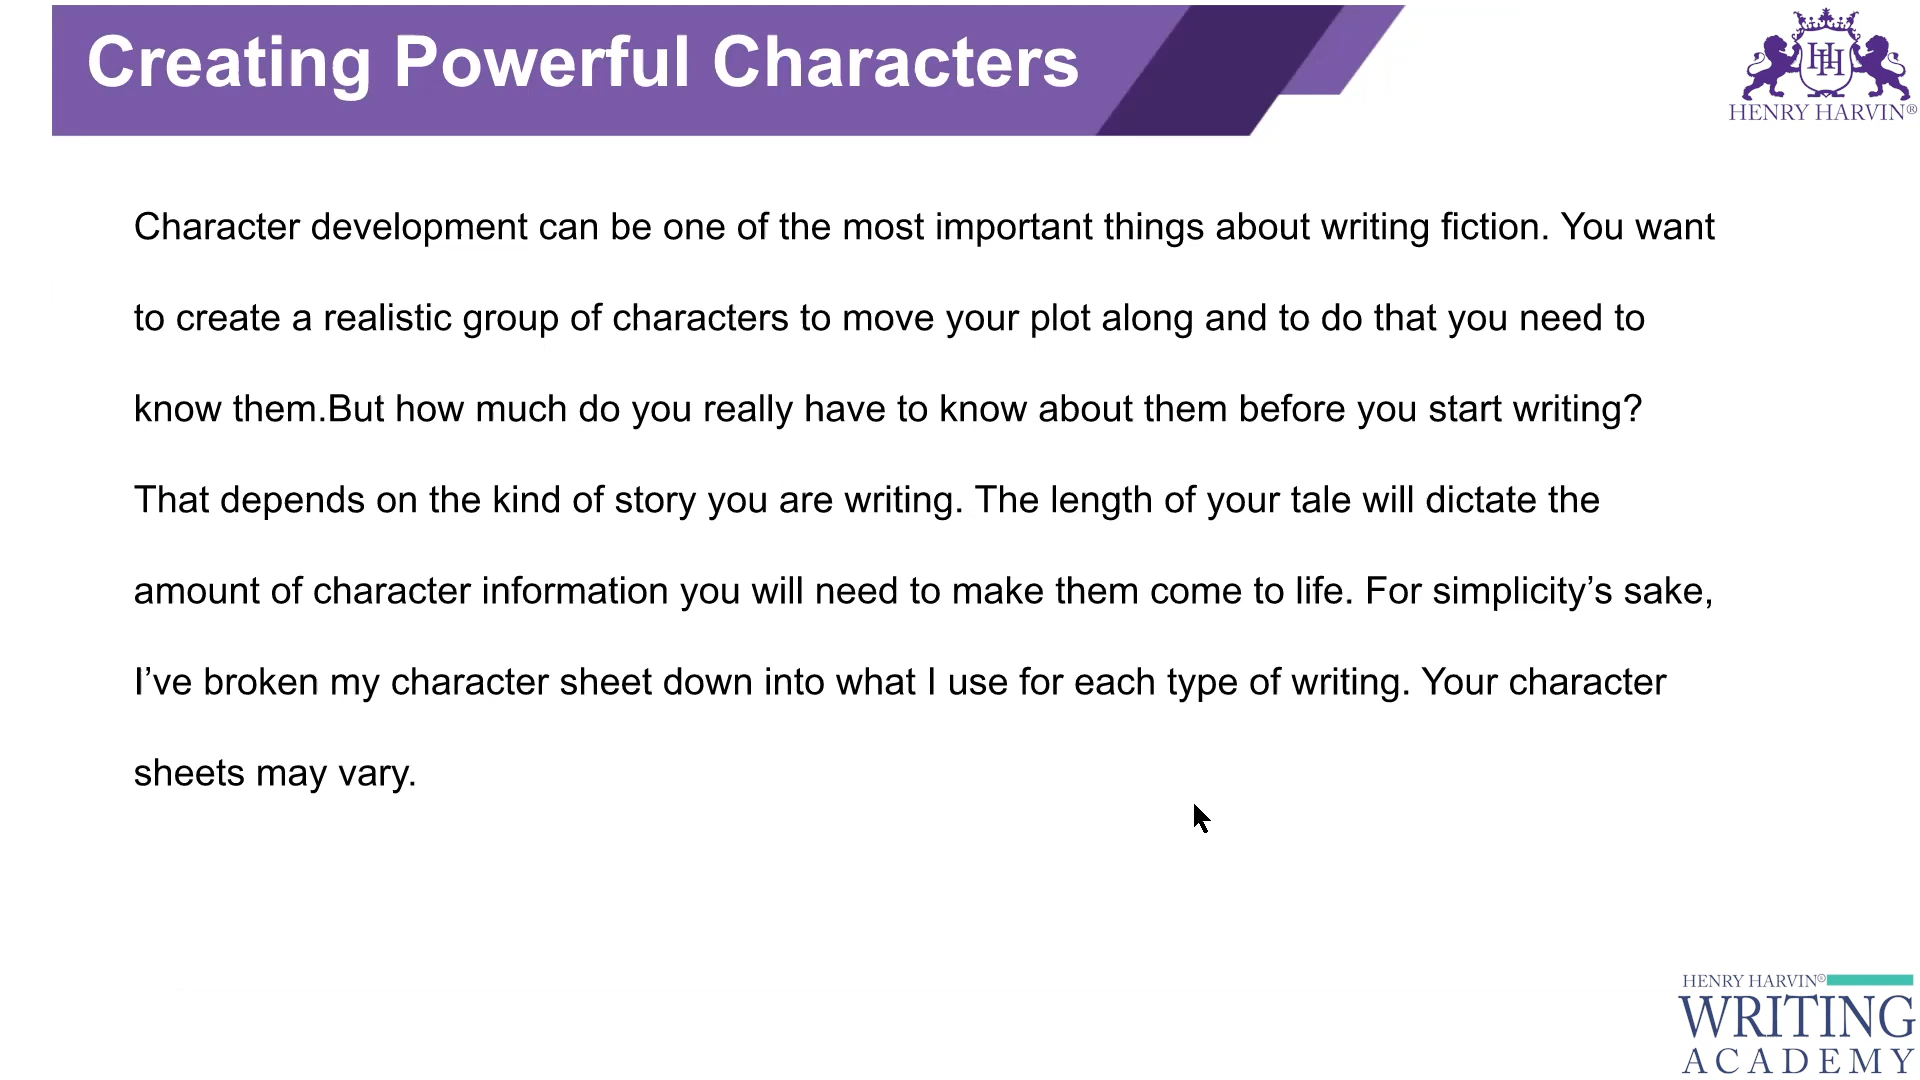 Creating Powerful Characters
HENRY HARVIN®
Character development can be one of the most important things about writing fiction. You want
to create a realistic group of characters to move your plot along and to do that you need to
know them.But how much do you really have to know about them before you start writing?
That depends on the kind of story you are writing. The length of your tale will dictate the
amount of character information you will need to make them come to life. For simplicity’s sake,
I’ve broken my character sheet down into what I use for each type of writing. Your character
sheets may vary.
HENRY HARVIN®
WRITING
ACADEMY